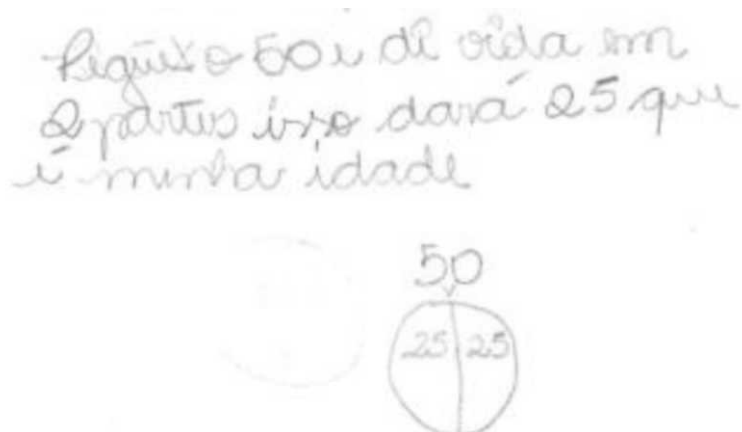 Peguei o 50 e di vida em
2 partes isso dará 25 que
é minha idade
50
25 25